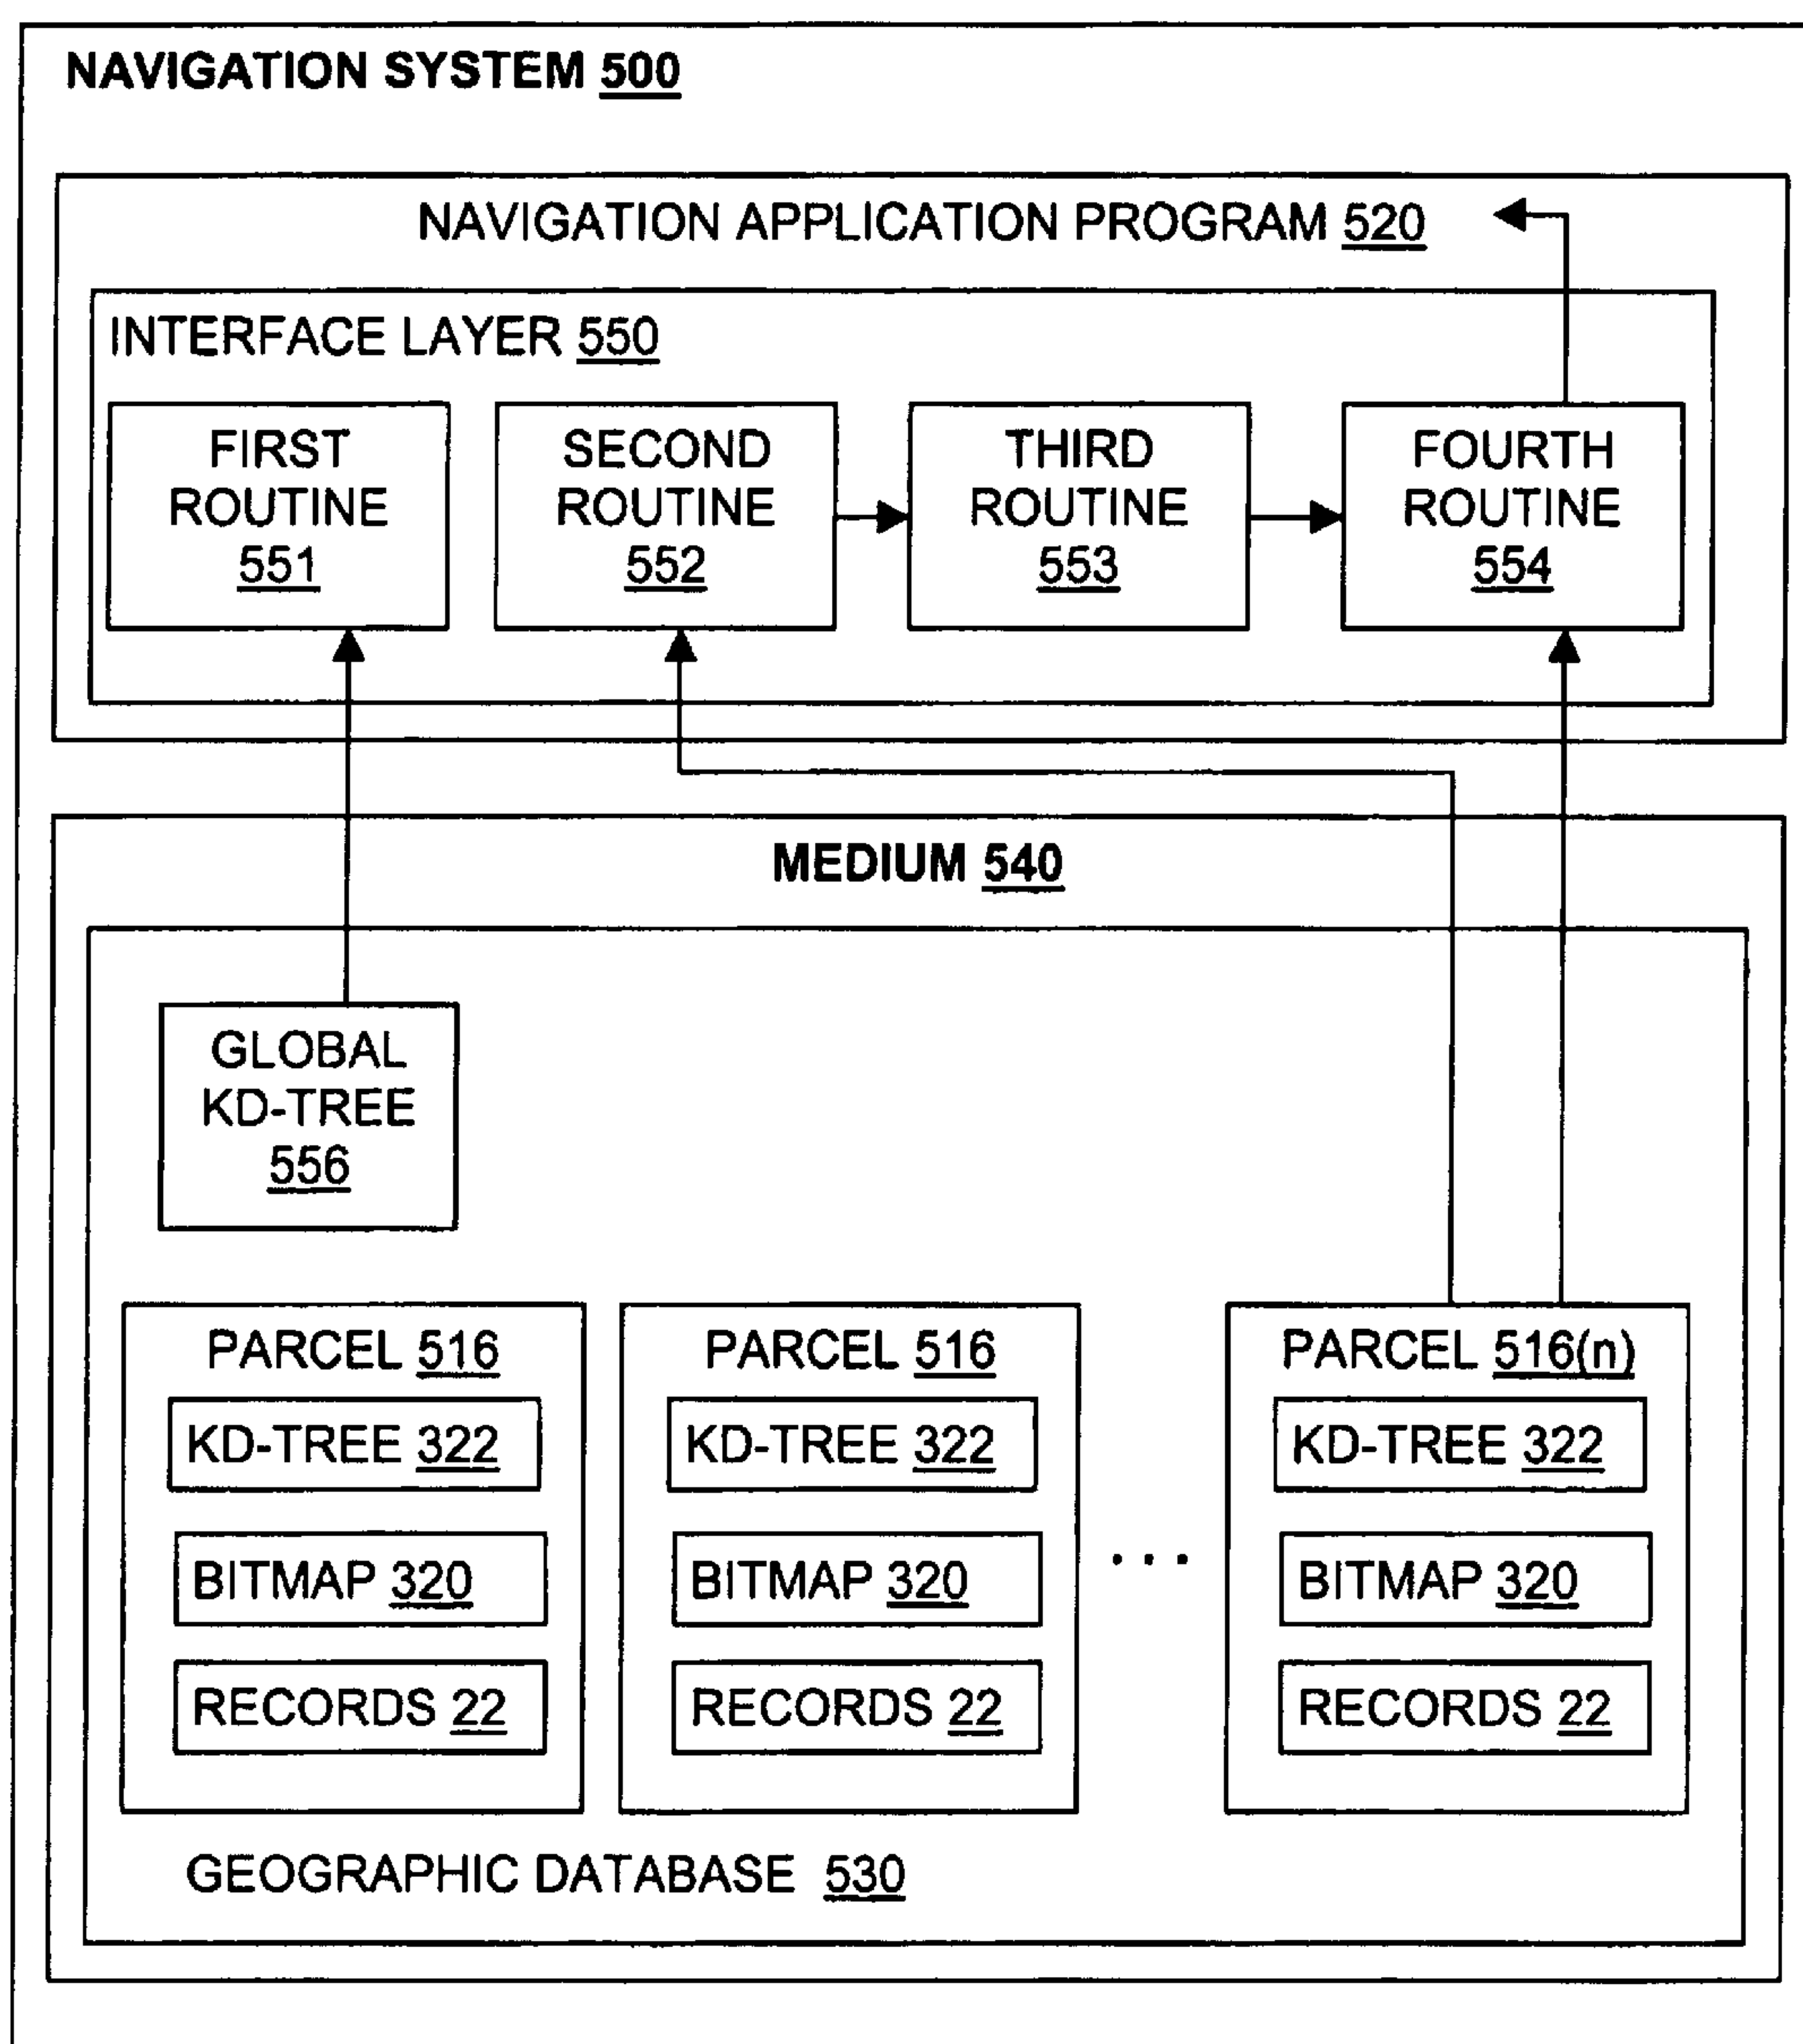 NAVIGATION SYSTEM 500
NAVIGATION APPLICATION PROGRAM 520
INTERFACE LAYER 550
FIRST
ROUTINE
551
SECOND
ROUTINE
552
THIRD
ROUTINE
553
FOURTH
ROUTINE
554
MEDIUM 540
GLOBAL
KD-TREE
556
PARCEL 516
KD-TREE 322
BITMAP 320
RECORDS 22
PARCEL 516
KD-TREE 322
BITMAP 320
RECORDS 22
...
PARCEL 516(n)
KD-TREE 322
BITMAP 320
RECORDS 22
GEOGRAPHIC DATABASE 530